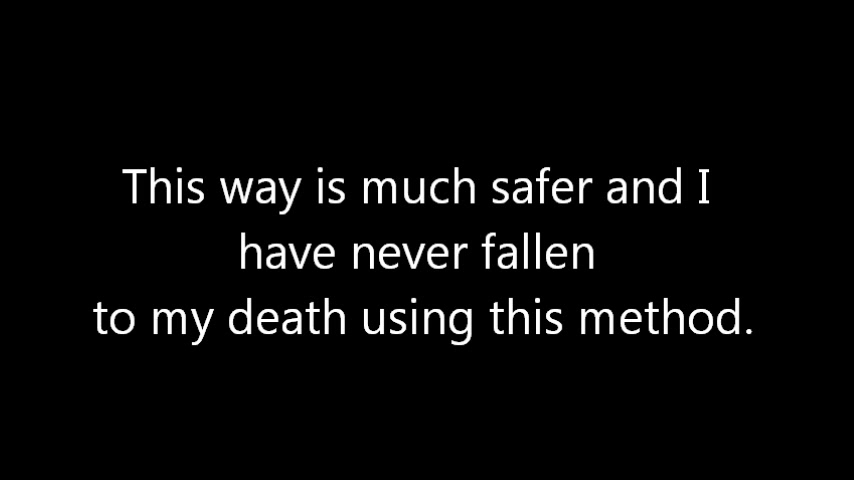 This way is much safer and I
have never fallen
to my death using this method.